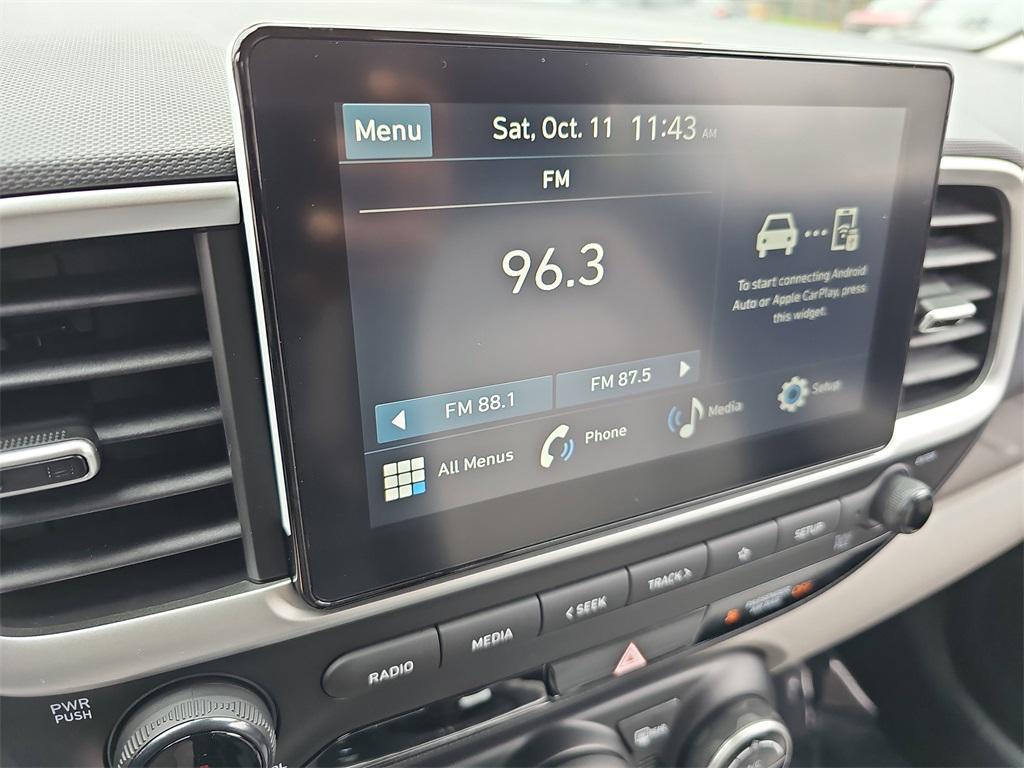 Menu
Sat, Oct. 11 11:43 AM
FM
96.3
To start connecting Android
Auto or Apple CarPlay, press
this widget.
FM 88.1
FM 87.5
All Menus
Phone
Media
Setup
RADIO
MEDIA
< SEEK
TRACK >
SETUP
PWR
PUSH